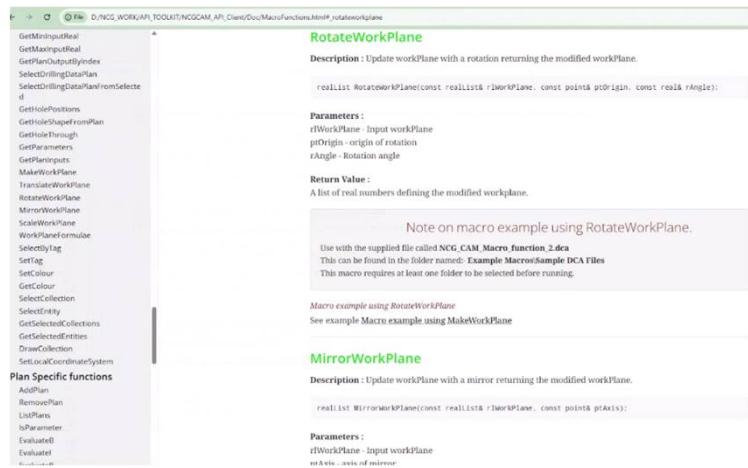 File D:/NCG_WORK/API_TOOLKIT/NCGCAM_API_Client/Doc/MacroFunctions.html#_rotateworkplane
GetMinInputReal
GetMaxInputReal
GetPlanOutputByIndex
SelectDrillingDataPlan
SelectDrillingDataPlanFromSelecte
d
GetHolePositions
GetHoleShapeFromPlan
GetHoleThrough
GetParameters
GetPlanInputs
MakeWorkPlane
TranslateWorkPlane
RotateWorkPlane
MirrorWorkPlane
ScaleWorkPlane
WorkPlaneFormulae
SelectByTag
SetTag
SetColour
GetColour
SelectCollection
SelectEntity
GetSelectedCollections
GetSelectedEntities
DrawCollection
SetLocalCoordinateSystem
Plan Specific functions
AddPlan
RemovePlan
ListPlans
IsParameter
EvaluateB
EvaluateI
RotateWorkPlane
Description : Update workPlane with a rotation returning the modified workPlane.
realList RotateWorkPlane(const realList& rlWorkPlane, const point& ptOrigin, const real& rAngle);
Parameters :
rlWorkPlane - Input workPlane
ptOrigin - origin of rotation
rAngle - Rotation angle
Return Value :
A list of real numbers defining the modified workplane.
Note on macro example using RotateWorkPlane.
Use with the supplied file called NCG_CAM_Macro_function_2.dca
This can be found in the folder named:- Example Macros\Sample DCA Files
This macro requires at least one folder to be selected before running.
Macro example using RotateWorkPlane
See example Macro example using MakeWorkPlane
MirrorWorkPlane
Description : Update workPlane with a mirror returning the modified workPlane.
realList MirrorWorkPlane(const realList& rlWorkPlane, const point& ptAxis);
Parameters :
rlWorkPlane - Input workPlane
ptAxis - axis of mirror